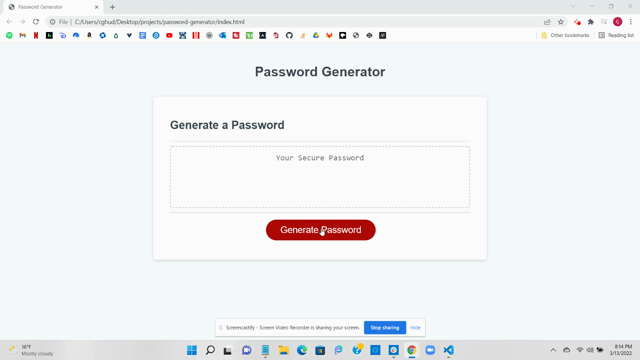 Password Generator
File | C:/Users/cghud/Desktop/projects/password-generator/index.html
Other bookmarks
Reading list
Password Generator
Generate a Password
Your Secure Password
Generate Password
Screencastify - Screen Video Recorder is sharing your screen.
Stop sharing
Hide
16°F
Mostly cloudy
8:14 PM
3/13/2022